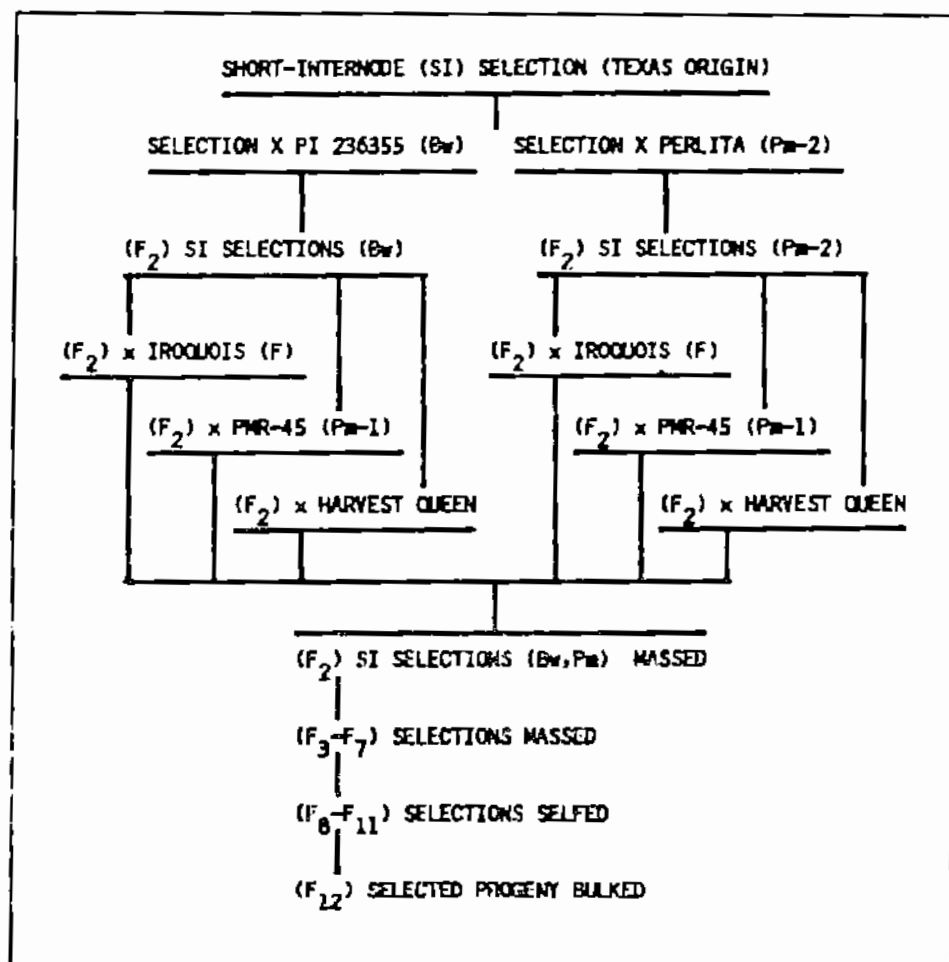 SHORT-INTERNODE (SI) SELECTION (TEXAS ORIGIN)
SELECTION X PI 236355 (Bw) SELECTION X PERLITA (Pm-2)
(F2) SI SELECTIONS (Bw) (F2) SI SELECTIONS (Pm-2)
(F2) x IROQUOIS (F) (F2) x IROQUOIS (F)
(F2) x PMR-45 (Pm-1) (F2) x PMR-45 (Pm-1)
(F2) x HARVEST QUEEN (F2) x HARVEST QUEEN
(F2) SI SELECTIONS (Bw,Pm) MASSED
(F3-F7) SELECTIONS MASSED
(F8-F11) SELECTIONS SELFED
(F12) SELECTED PROGENY BULKED